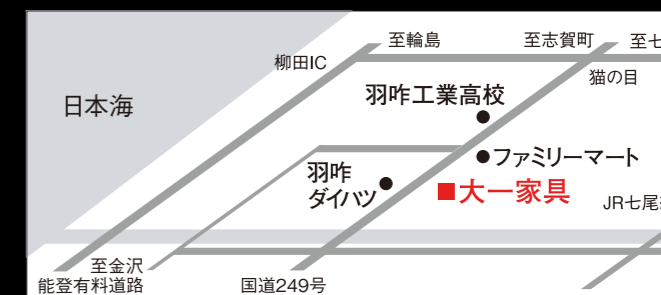 至輪島
至志賀町
至七
柳田IC
猫の目
日本海
羽咋工業高校
ファミリーマート
羽咋
ダイハツ
■大一家具
JR七尾
至金沢
能登有料道路
国道249号